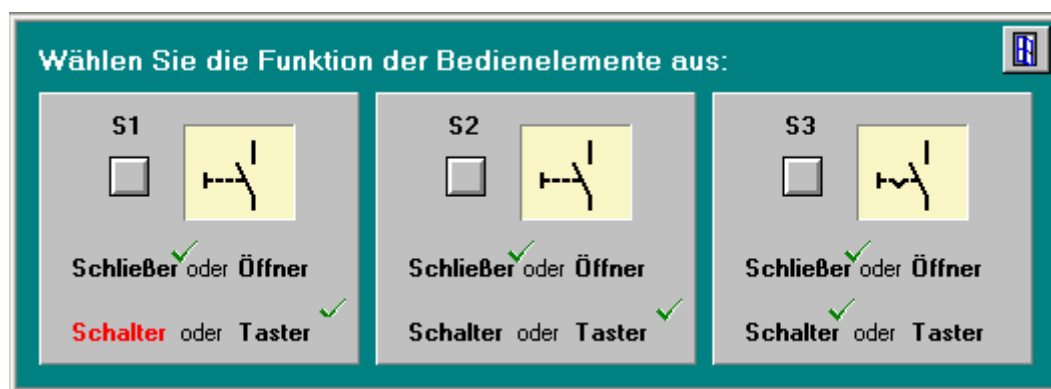 Wählen Sie die Funktion der Bedienelemente aus:
S1
Schließer oder Öffner
Schalter oder Taster
S2
Schließer oder Öffner
Schalter oder Taster
S3
Schließer oder Öffner
Schalter oder Taster